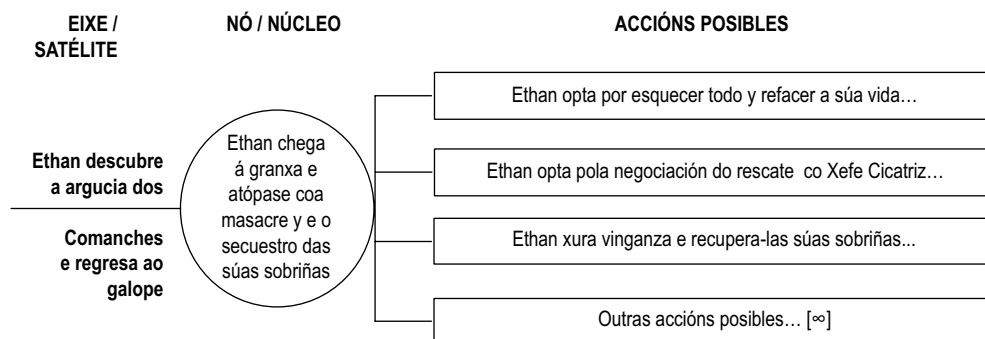 EIXE /
SATÉLITE
NÓ / NÚCLEO
ACCIÓNS POSIBLES
Ethan descubre
a argucia dos
Comanches
e regresa ao
galope
Ethan chega
á granxa e
atópase coa
masacre y e o
secuestro das
súas sobriñas
Ethan opta por esquecer todo y refacer a súa vida…
Ethan opta pola negociación do rescate co Xefe Cicatriz…
Ethan xura vinganza e recupera-las súas sobriñas...
Outras accións posibles… [∞]